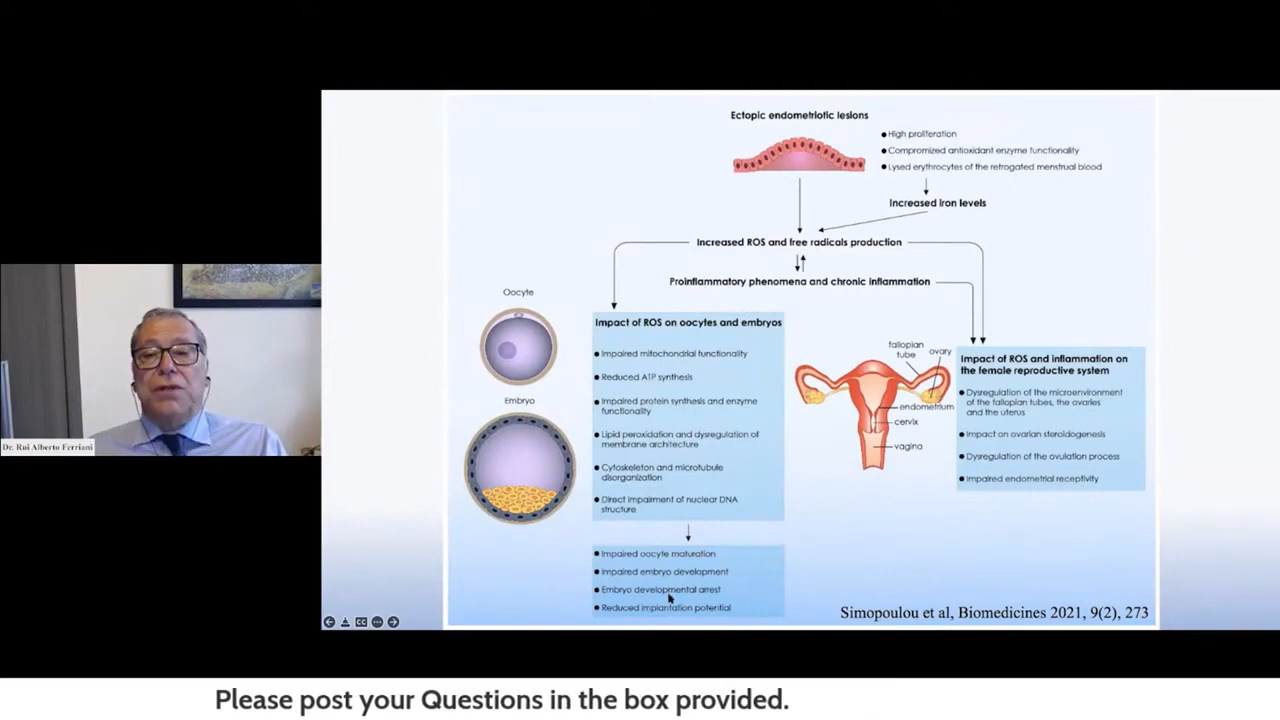 Ectopic endometriotic lesions
● High proliferation
● Compromized antioxidant enzyme functionality
● Lysed erythrocytes of the retrogated menstrual blood
Increased iron levels
Increased ROS and free radicals production
Proinflammatory phenomena and chronic inflammation
Oocyte
Embryo
Impact of ROS on oocytes and embryos
● Impaired mitochondrial functionality
● Reduced ATP synthesis
● Impaired protein synthesis and enzyme
functionality
● Lipid peroxidation and dysregulation of
membrane architecture
● Cytoskeleton and microtubule
disorganization
● Direct impairment of nuclear DNA
structure
● Impaired oocyte maturation
● Impaired embryo development
● Embryo developmental arrest
● Reduced implantation potential
fallopian
tube
ovary
endometrium
cervix
vagina
Impact of ROS and inflammation on
the female reproductive system
● Dysregulation of the microenvironment
of the fallopian tubes, the ovaries
and the uterus
● Impact on ovarian steroidogenesis
● Dysregulation of the ovulation process
● Impaired endometrial receptivity
Simopoulou et al, Biomedicines 2021, 9(2), 273
Dr. Rui Alberto Ferriani
CC
Please post your Questions in the box provided.